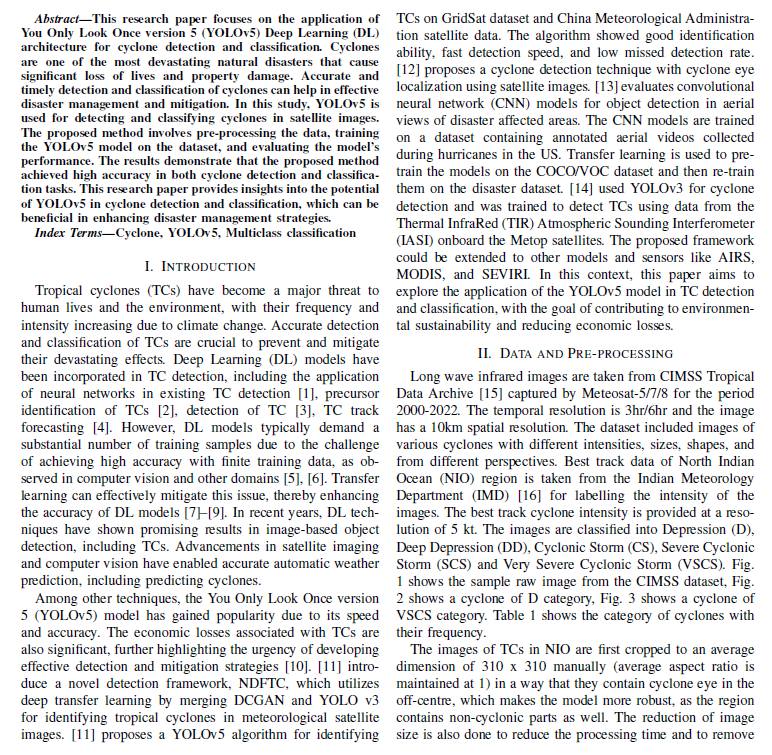 Abstract—This research paper focuses on the application of
You Only Look Once version 5 (YOLOv5) Deep Learning (DL)
architecture for cyclone detection and classification. Cyclones
are one of the most devastating natural disasters that cause
significant loss of lives and property damage. Accurate and
timely detection and classification of cyclones can help in effective
disaster management and mitigation. In this study, YOLOv5 is
used for detecting and classifying cyclones in satellite images.
The proposed method involves pre-processing the data, training
the YOLOv5 model on the dataset, and evaluating the model's
performance. The results demonstrate that the proposed method
achieved high accuracy in both cyclone detection and classifica-
tion tasks. This research paper provides insights into the potential
of YOLOv5 in cyclone detection and classification, which can be
beneficial in enhancing disaster management strategies.
Index Terms—Cyclone, YOLOv5, Multiclass classification
I. INTRODUCTION
Tropical cyclones (TCs) have become a major threat to
human lives and the environment, with their frequency and
intensity increasing due to climate change. Accurate detection
and classification of TCs are crucial to prevent and mitigate
their devastating effects. Deep Learning (DL) models have
been incorporated in TC detection, including the application
of neural networks in existing TC detection [1], precursor
identification of TCs [2], detection of TC [3], TC track
forecasting [4]. However, DL models typically demand a
substantial number of training samples due to the challenge
of achieving high accuracy with finite training data, as ob-
served in computer vision and other domains [5], [6]. Transfer
learning can effectively mitigate this issue, thereby enhancing
the accuracy of DL models [7]–[9]. In recent years, DL tech-
niques have shown promising results in image-based object
detection, including TCs. Advancements in satellite imaging
and computer vision have enabled accurate automatic weather
prediction, including predicting cyclones.
Among other techniques, the You Only Look Once version
5 (YOLOv5) model has gained popularity due to its speed
and accuracy. The economic losses associated with TCs are
also significant, further highlighting the urgency of developing
effective detection and mitigation strategies [10]. [11] intro-
duce a novel detection framework, NDFTC, which utilizes
deep transfer learning by merging DCGAN and YOLO v3
for identifying tropical cyclones in meteorological satellite
images. [11] proposes a YOLOv5 algorithm for identifying
TCs on GridSat dataset and China Meteorological Administra-
tion satellite data. The algorithm showed good identification
ability, fast detection speed, and low missed detection rate.
[12] proposes a cyclone detection technique with cyclone eye
localization using satellite images. [13] evaluates convolutional
neural network (CNN) models for object detection in aerial
views of disaster affected areas. The CNN models are trained
on a dataset containing annotated aerial videos collected
during hurricanes in the US. Transfer learning is used to pre-
train the models on the COCO/VOC dataset and then re-train
them on the disaster dataset. [14] used YOLOv3 for cyclone
detection and was trained to detect TCs using data from the
Thermal InfraRed (TIR) Atmospheric Sounding Interferometer
(IASI) onboard the Metop satellites. The proposed framework
could be extended to other models and sensors like AIRS,
MODIS, and SEVIRI. In this context, this paper aims to
explore the application of the YOLOv5 model in TC detection
and classification, with the goal of contributing to environmen-
tal sustainability and reducing economic losses.
II. DATA AND PRE-PROCESSING
Long wave infrared images are taken from CIMSS Tropical
Data Archive [15] captured by Meteosat-5/7/8 for the period
2000-2022. The temporal resolution is 3hr/6hr and the image
has a 10km spatial resolution. The dataset included images of
various cyclones with different intensities, sizes, shapes, and
from different perspectives. Best track data of North Indian
Ocean (NIO) region is taken from the Indian Meteorology
Department (IMD) [16] for labelling the intensity of the
images. The best track cyclone intensity is provided at a reso-
lution of 5 kt. The images are classified into Depression (D),
Deep Depression (DD), Cyclonic Storm (CS), Severe Cyclonic
Storm (SCS) and Very Severe Cyclonic Storm (VSCS). Fig.
1 shows the sample raw image from the CIMSS dataset, Fig.
2 shows a cyclone of D category, Fig. 3 shows a cyclone of
VSCS category. Table 1 shows the category of cyclones with
their frequency.
The images of TCs in NIO are first cropped to an average
dimension of 310 x 310 manually (average aspect ratio is
maintained at 1) in a way that they contain cyclone eye in the
off-centre, which makes the model more robust, as the region
contains non-cyclonic parts as well. The reduction of image
size is also done to reduce the processing time and to remove